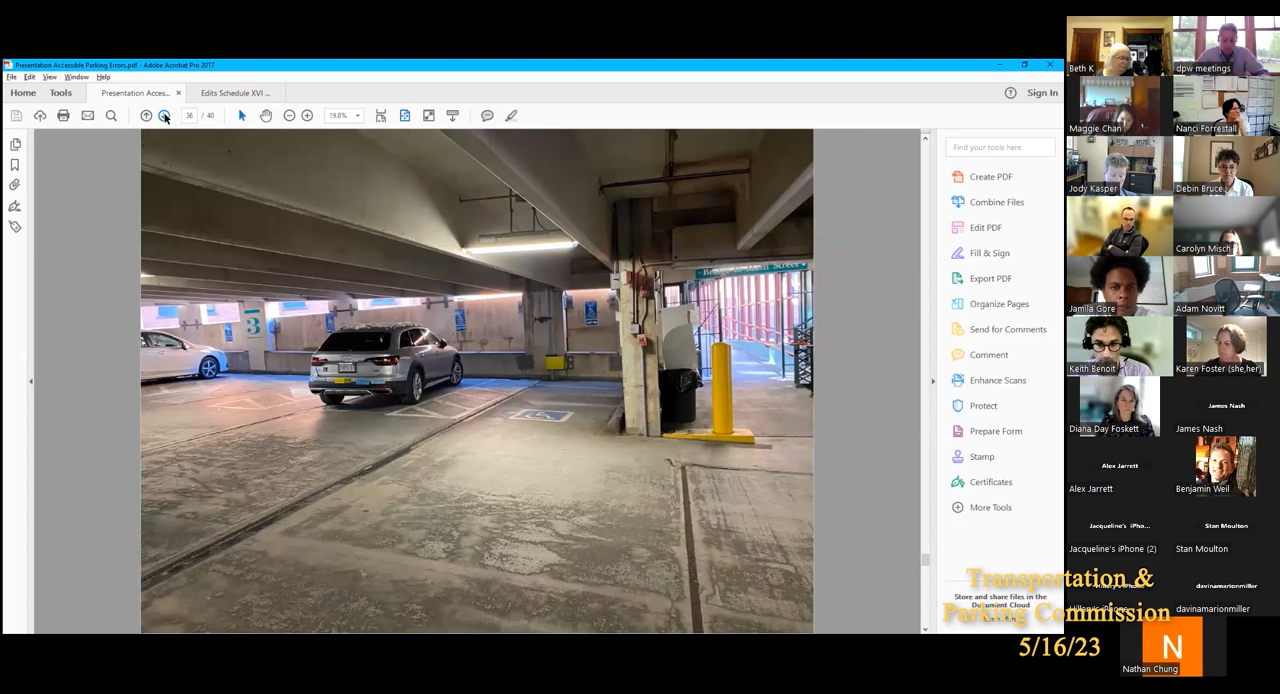 Presentation Accessible Parking Errors.pdf - Adobe Acrobat Pro 2017
File Edit View Window Help
Home Tools Presentation Acces... × Edits Schedule XVI ... Sign In
36 / 40 19.8%
3
Find your tools here
Create PDF
Combine Files
Edit PDF
Fill & Sign
Export PDF
Organize Pages
Send for Comments
Comment
Enhance Scans
Protect
Prepare Form
Stamp
Certificates
More Tools
Store and share files in the
Document Cloud
Beth K dpw meetings
Maggie Chan Nanci Forrestall
Jody Kasper Debin Bruce
Carolyn Misch
Jamila Gore Adam Novitt
Keith Benoit Karen Foster (she,her)
James Nash
Diana Day Foskett James Nash
Alex Jarrett
Alex Jarrett Benjamin Weil
Jacqueline's iPho... Stan Moulton
Jacqueline's iPhone (2) Stan Moulton
davinamarionmiller
davinamarionmiller
Transportation &
Parking Commission
5/16/23
N
Nathan Chung